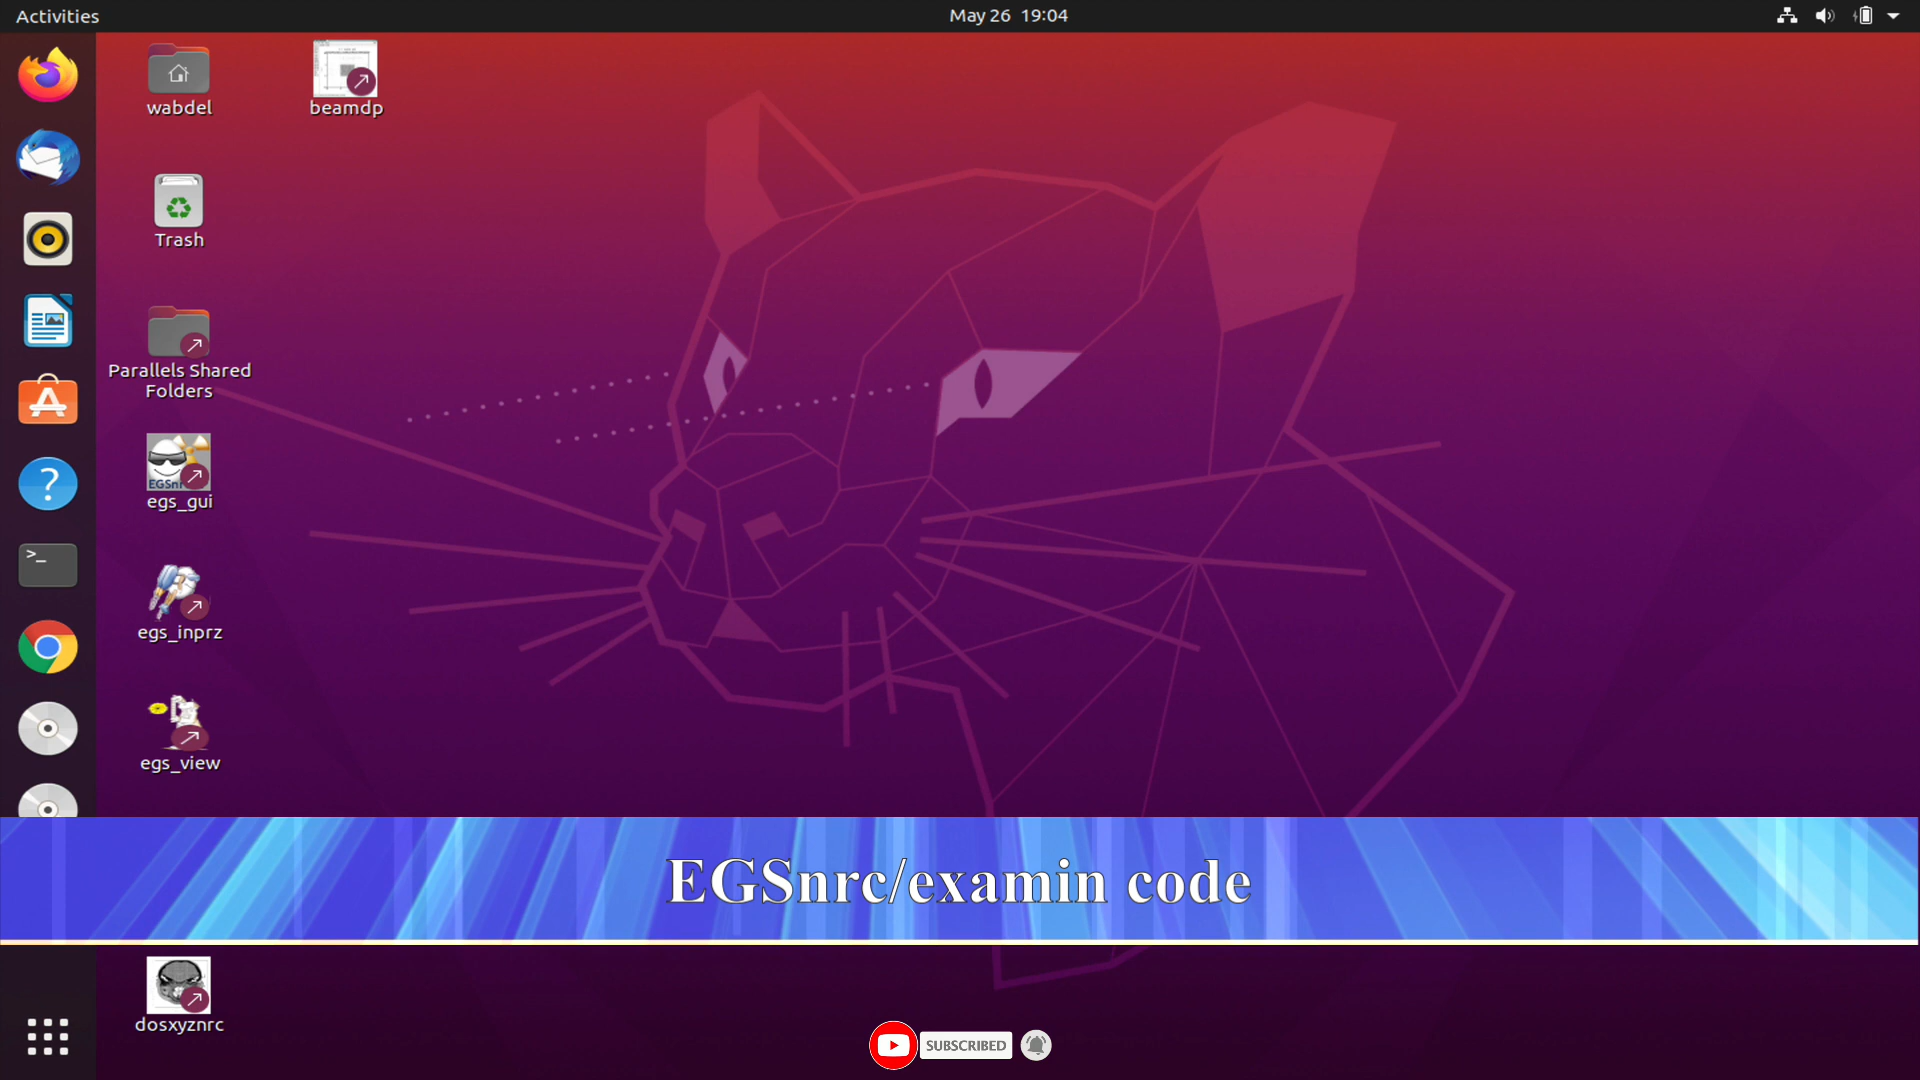 Activities
May 26 19:04
wabdel
beamdp
Trash
Parallels Shared
Folders
EGSnr
egs_gui
egs_inprz
egs_view
EGSnrc/examin code
dosxyznrc
SUBSCRIBED